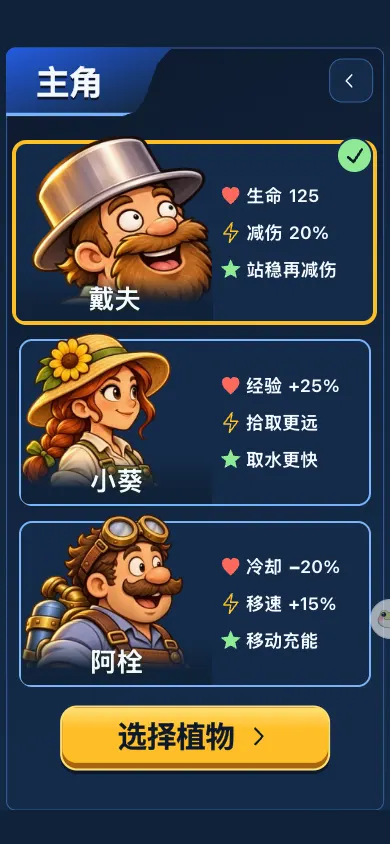 主角
生命 125
减伤 20%
站稳再减伤
戴夫
经验 +25%
拾取更远
取水更快
小葵
冷却 −20%
移速 +15%
移动充能
阿栓
选择植物